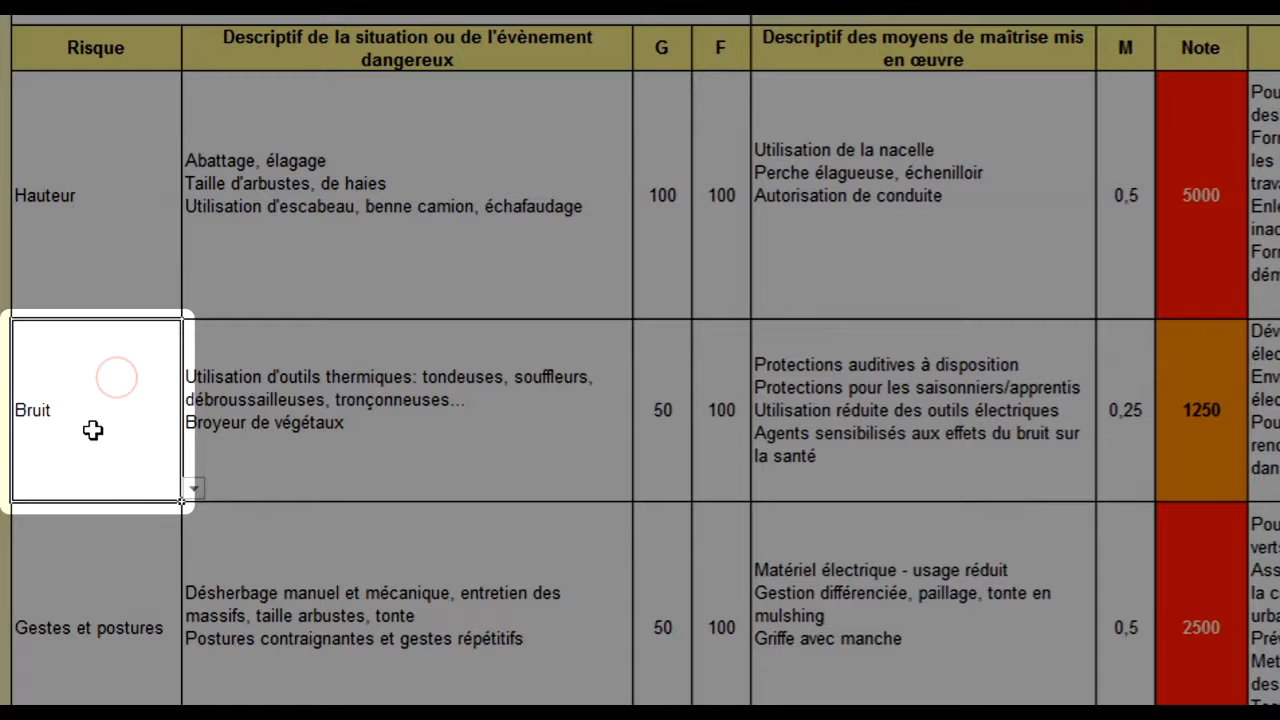 Risque
Descriptif de la situation ou de l'évènement
dangereux
G
F
Descriptif des moyens de maîtrise mis
en œuvre
M
Note
Hauteur
Abattage, élagage
Taille d'arbustes, de haies
Utilisation d'escabeau, benne camion, échafaudage
100
100
Utilisation de la nacelle
Perche élagueuse, échenilloir
Autorisation de conduite
0,5
5000
Bruit
Utilisation d'outils thermiques: tondeuses, souffleurs,
débroussailleuses, tronçonneuses...
Broyeur de végétaux
50
100
Protections auditives à disposition
Protections pour les saisonniers/apprentis
Utilisation réduite des outils électriques
Agents sensibilisés aux effets du bruit sur
la santé
0,25
1250
Gestes et postures
Désherbage manuel et mécanique, entretien des
massifs, taille arbustes, tonte
Postures contraignantes et gestes répétitifs
50
100
Matériel électrique - usage réduit
Gestion différenciée, paillage, tonte en
mulshing
Griffe avec manche
0,5
2500